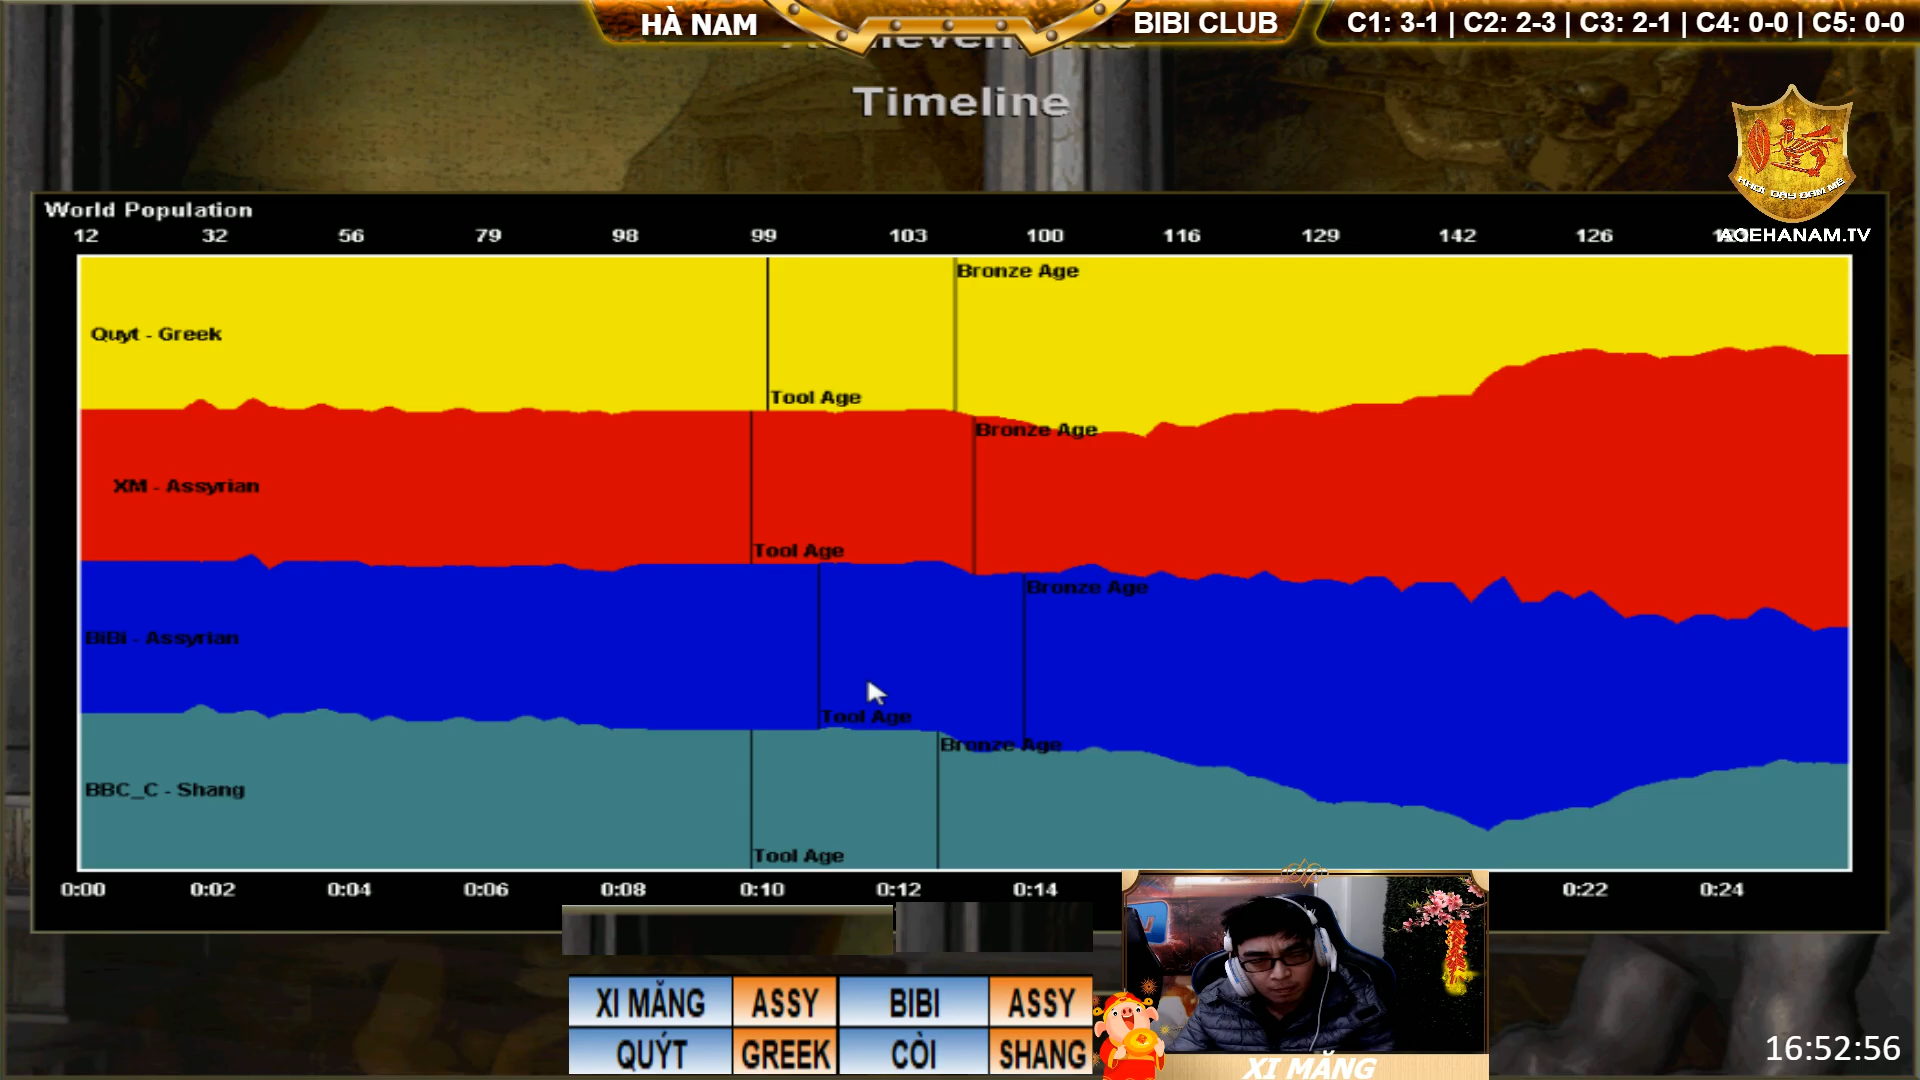 HÀ NAM
BIBI CLUB
C1: 3-1 | C2: 2-3 | C3: 2-1 | C4: 0-0 | C5: 0-0
Timeline
KHƠI DẬY ĐAM MÊ
AOEHANAM.TV
World Population
12 32 56 79 98 99 103 100 116 129 142 126
Bronze Age
Quyt - Greek
Tool Age
Bronze Age
XM - Assyrian
Tool Age
Bronze Age
BiBi - Assyrian
Tool Age
Bronze Age
BBC_C - Shang
Tool Age
0:00 0:02 0:04 0:06 0:08 0:10 0:12 0:14 0:22 0:24
XI MĂNG ASSY BIBI ASSY
QUÝT GREEK CÒI SHANG
XI MĂNG
16:52:56